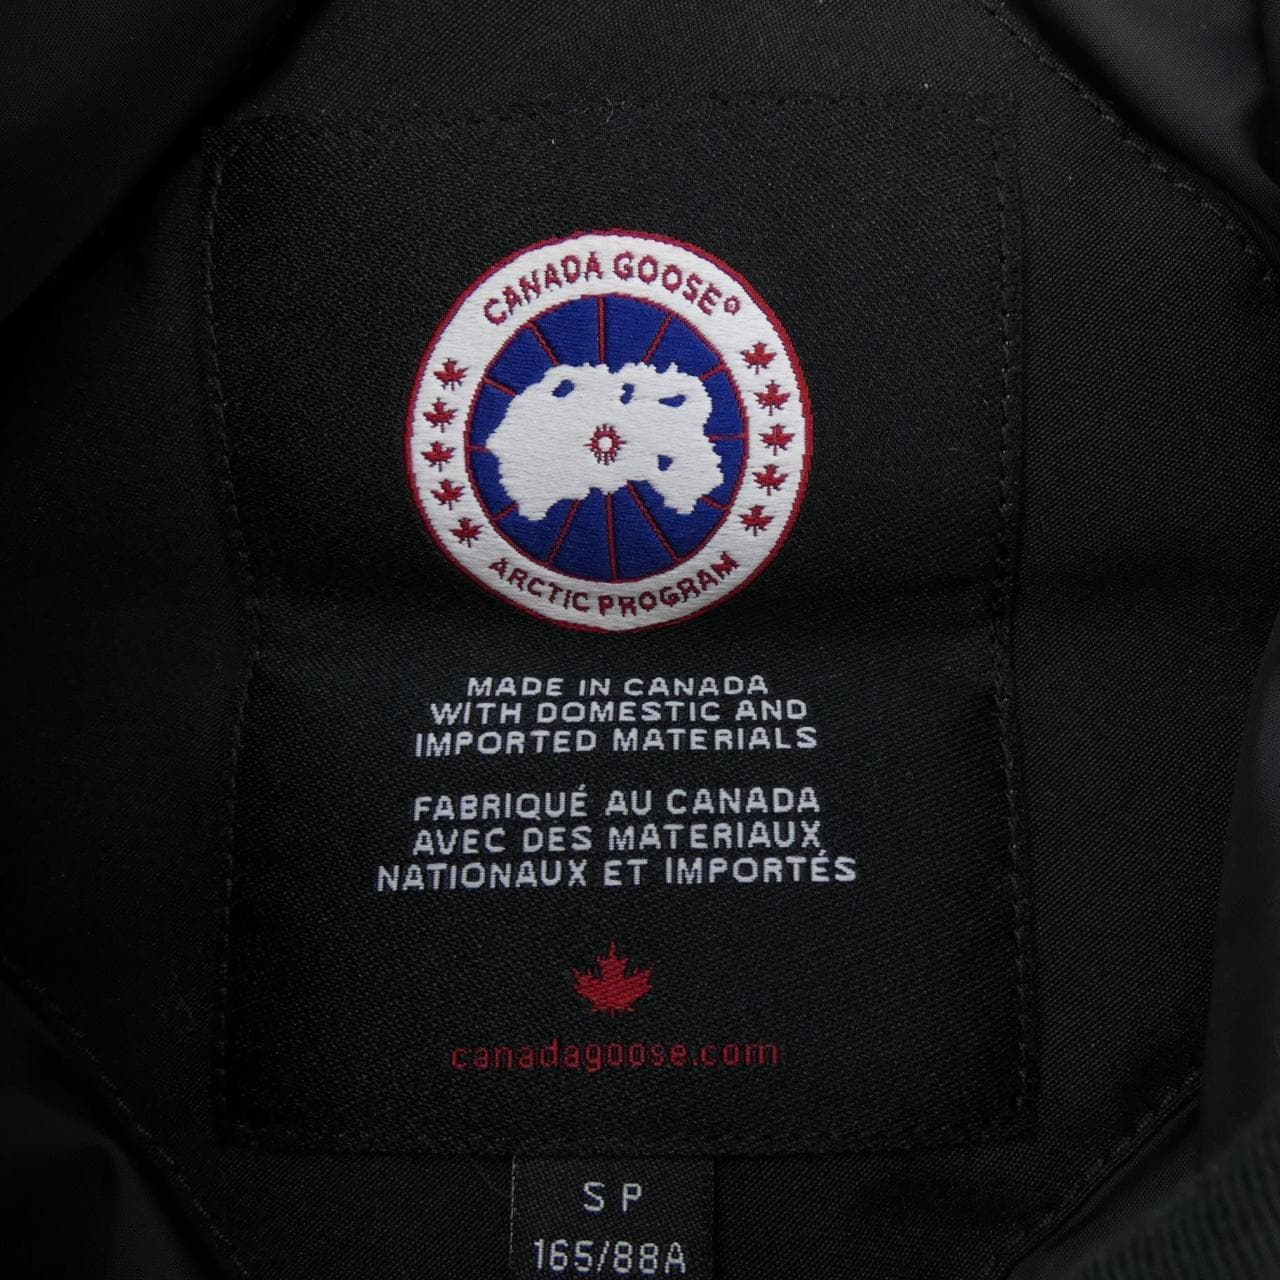 CANADA GOOSE®
ARCTIC PROGRAM
MADE IN CANADA
WITH DOMESTIC AND
IMPORTED MATERIALS
FABRIQUÉ AU CANADA
AVEC DES MATERIAUX
NATIONAUX ET IMPORTÉS
canadagoose.com
S P
165/88A